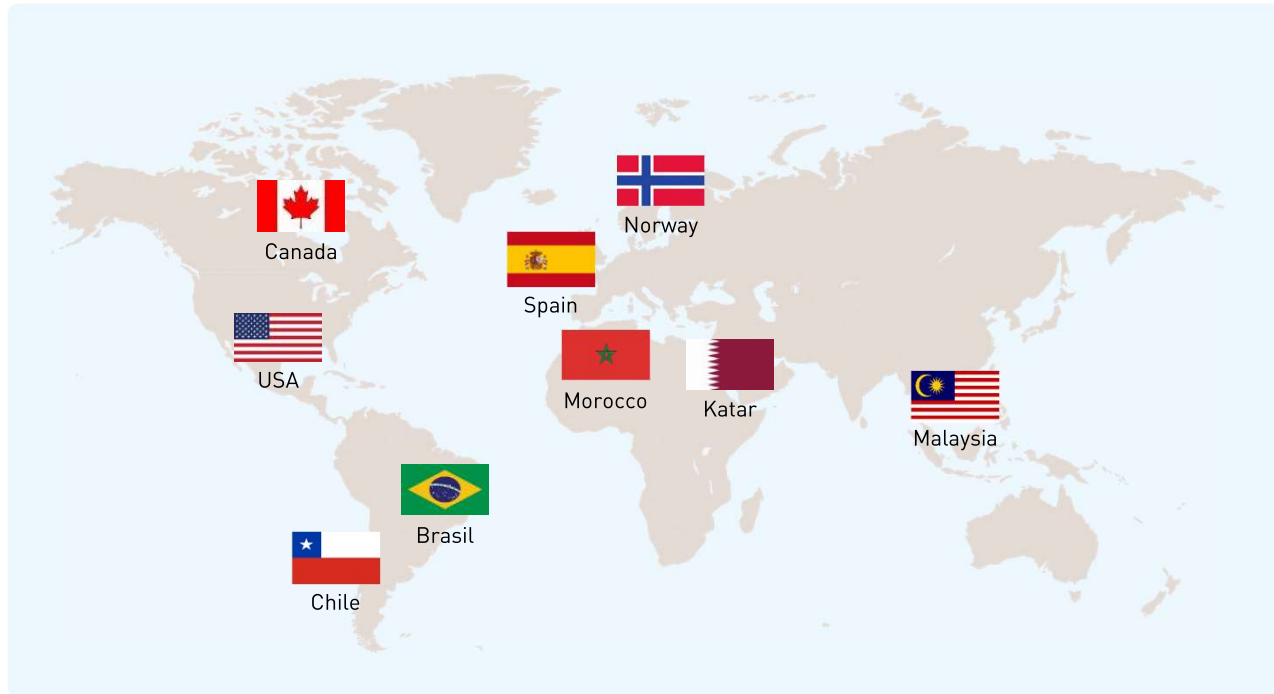 Norway
Canada
Spain
USA
Morocco
Katar
Malaysia
Brasil
Chile